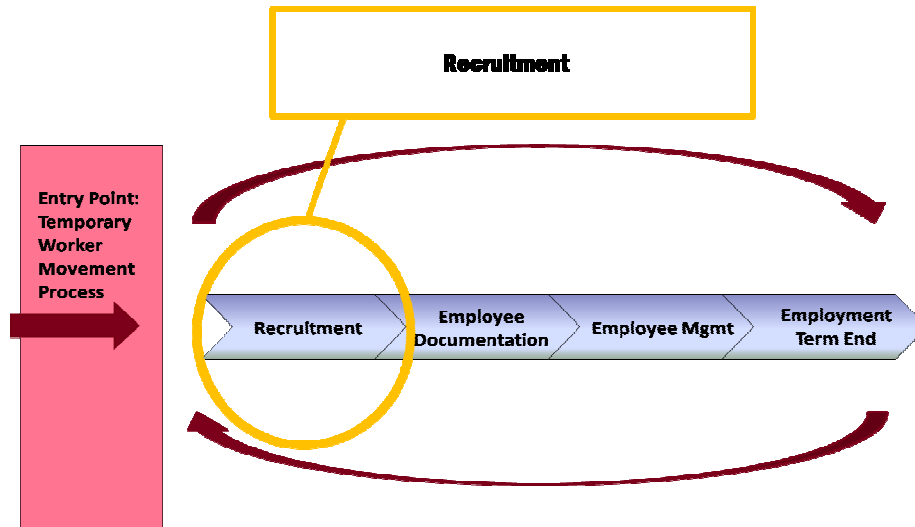 Recruitment
Entry Point:
Temporary
Worker
Movement
Process
Recruitment
Employee
Documentation
Employee Mgmt
Employment
Term End